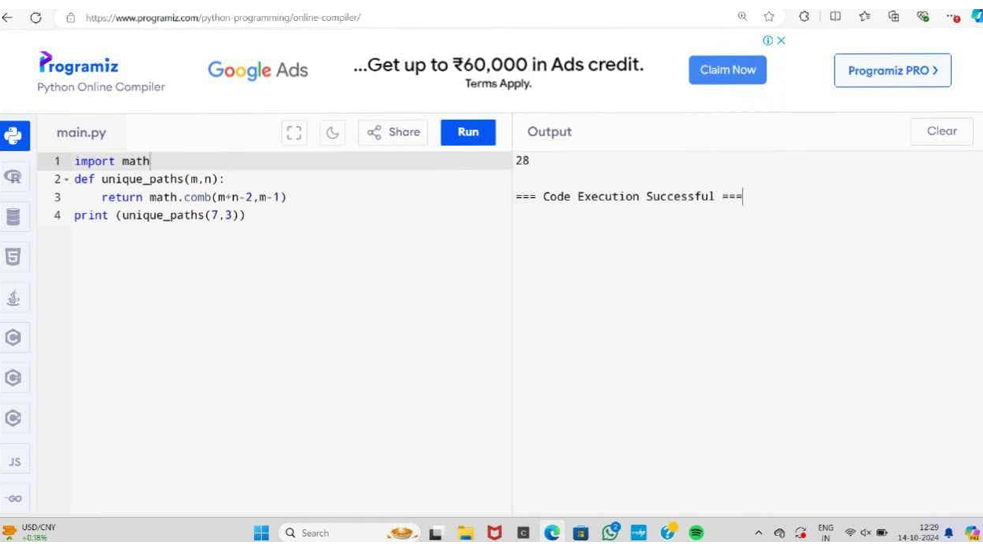 https://www.programiz.com/python-programming/online-compiler/
Programiz
Python Online Compiler
Google Ads
...Get up to ₹60,000 in Ads credit.
Terms Apply.
Claim Now
Programiz PRO >
main.py
Share
Run
Output
Clear
1 import math
2 def unique_paths(m,n):
3 return math.comb(m+n-2,m-1)
4 print (unique_paths(7,3))
28
=== Code Execution Successful ===
JS
GO
USD/CNY
+0.18%
Search
2
ENG
IN
12:29
14-10-2024